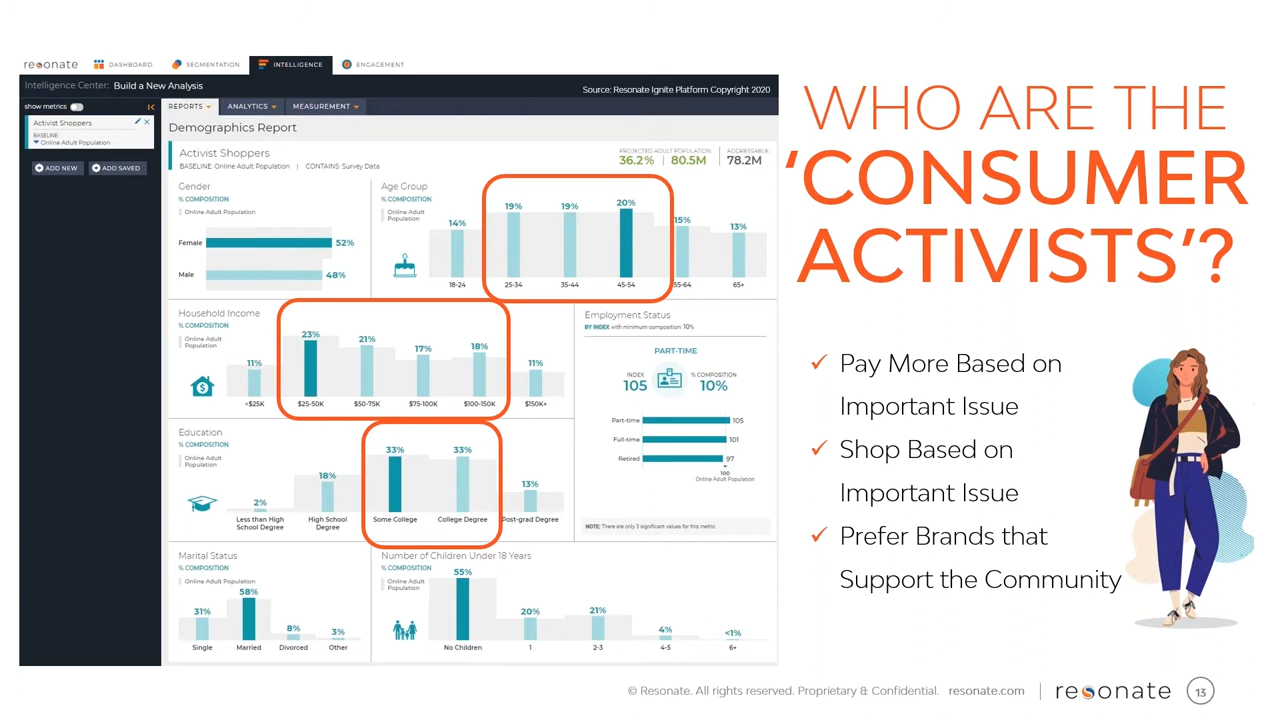 resonate
DASHBOARD
SEGMENTATION
INTELLIGENCE
ENGAGEMENT
Intelligence Center: Build a New Analysis
Source: Resonate Ignite Platform Copyright 2020
show metrics
REPORTS
ANALYTICS
MEASUREMENT
Activist Shoppers
BASELINE:
Online Adult Population
ADD NEW
ADD SAVED
Demographics Report
Activist Shoppers
BASELINE: Online Adult Population | CONTAINS: Survey Data
PROJECTED ADULT POPULATION
36.2% | 80.5M
ADDRESSABLE
78.2M
Gender
% COMPOSITION
Online Adult Population
Female 52%
Male 48%
Age Group
% COMPOSITION
Online Adult
Population
14% 19% 19% 20% 15% 13%
18-24 25-34 35-44 45-54 55-64 65+
Household Income
% COMPOSITION
Online Adult
Population
11% 23% 21% 17% 18% 11%
<$25K $25-50K $50-75K $75-100K $100-150K $150K+
Employment Status
BY INDEX with minimum composition: 10%
PART-TIME
INDEX
105
% COMPOSITION
10%
Part-time 105
Full-time 101
Retired 97
100
Online Adult Population
NOTE: There are only 3 significant values for this metric.
Education
% COMPOSITION
Online Adult
Population
2% 18% 33% 33% 13%
Less than High
School Degree
High School
Degree
Some College
College Degree
Post-grad Degree
Marital Status
% COMPOSITION
Online Adult Population
31% 58% 8% 3%
Single Married Divorced Other
Number of Children Under 18 Years
% COMPOSITION
Online Adult
Population
55% 20% 21% 4% <1%
No Children 1 2-3 4-5 6+
WHO ARE THE
‘CONSUMER
ACTIVISTS’?
✓ Pay More Based on
Important Issue
✓ Shop Based on
Important Issue
✓ Prefer Brands that
Support the Community
© Resonate. All rights reserved. Proprietary & Confidential. resonate.com
resonate
13